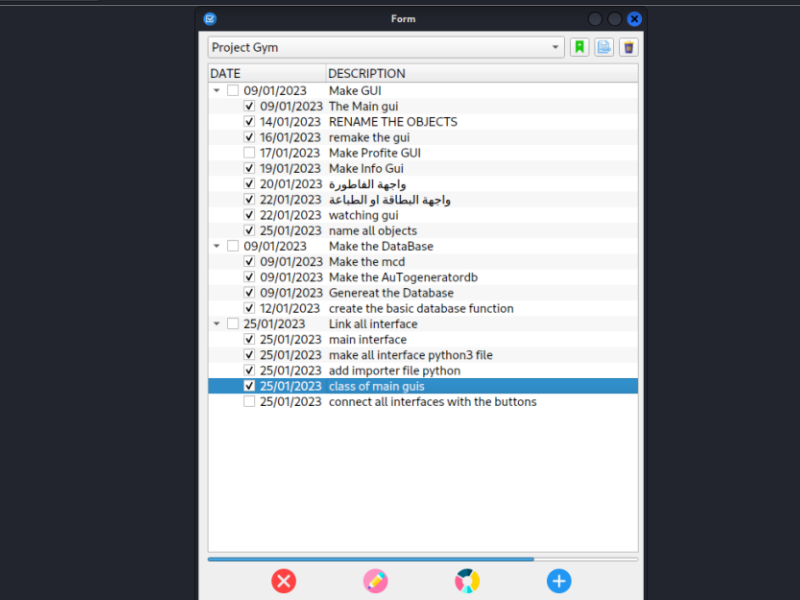 Form
Project Gym
DATE DESCRIPTION
09/01/2023 Make GUI
09/01/2023 The Main gui
14/01/2023 RENAME THE OBJECTS
16/01/2023 remake the gui
17/01/2023 Make Profite GUI
19/01/2023 Make Info Gui
20/01/2023 واجهة الفاطورة
22/01/2023 واجهة البطاقة او الطباعة
22/01/2023 watching gui
25/01/2023 name all objects
09/01/2023 Make the DataBase
09/01/2023 Make the mcd
09/01/2023 Make the AuTogeneratordb
09/01/2023 Genereat the Database
12/01/2023 create the basic database function
25/01/2023 Link all interface
25/01/2023 main interface
25/01/2023 make all interface python3 file
25/01/2023 add importer file python
25/01/2023 class of main guis
25/01/2023 connect all interfaces with the buttons